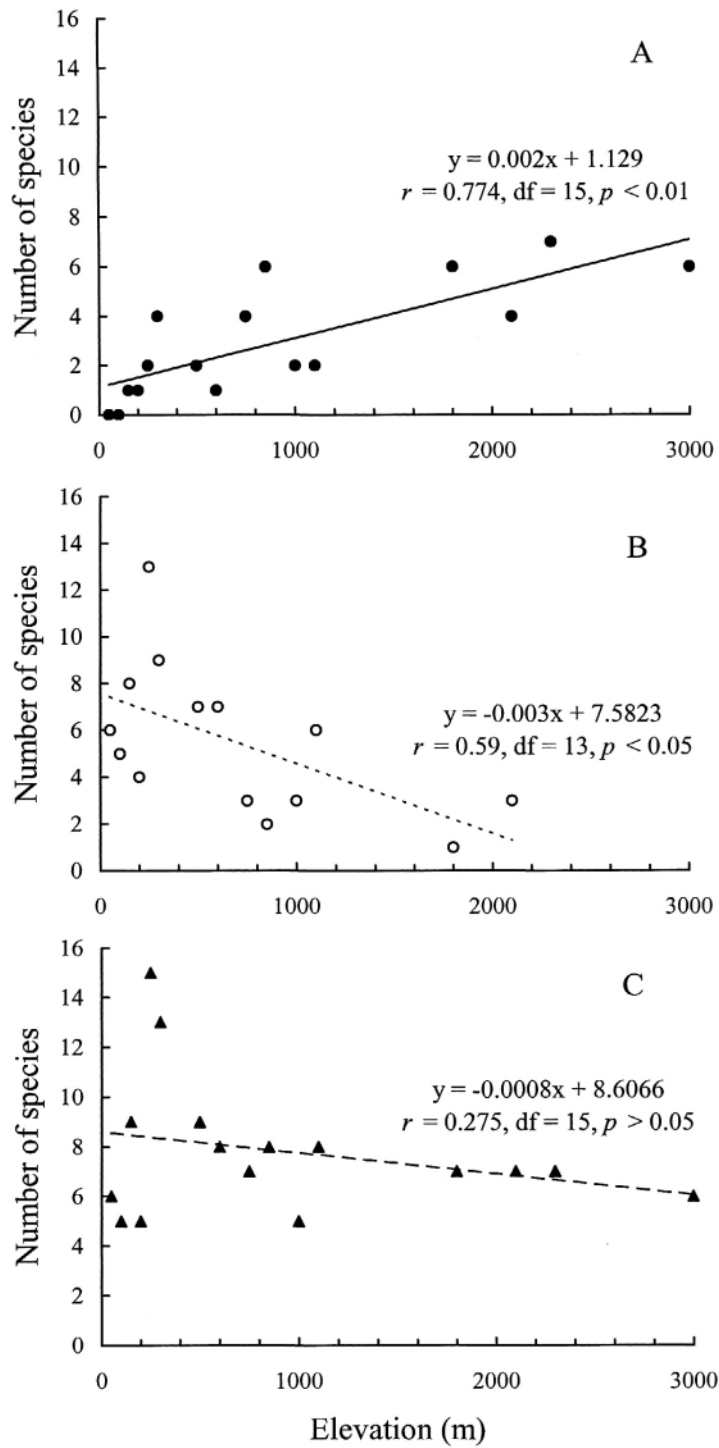 16
A
14
12
10
y = 0.002x + 1.129
r = 0.774, df = 15, p < 0.01
8
6
4
2
0
Number of species
0 1000 2000 3000
16
B
14
12
10
8
y = -0.003x + 7.5823
r = 0.59, df = 13, p < 0.05
6
4
2
0
Number of species
0 1000 2000 3000
16
C
14
12
10
y = -0.0008x + 8.6066
r = 0.275, df = 15, p > 0.05
8
6
4
2
0
Number of species
0 1000 2000 3000
Elevation (m)